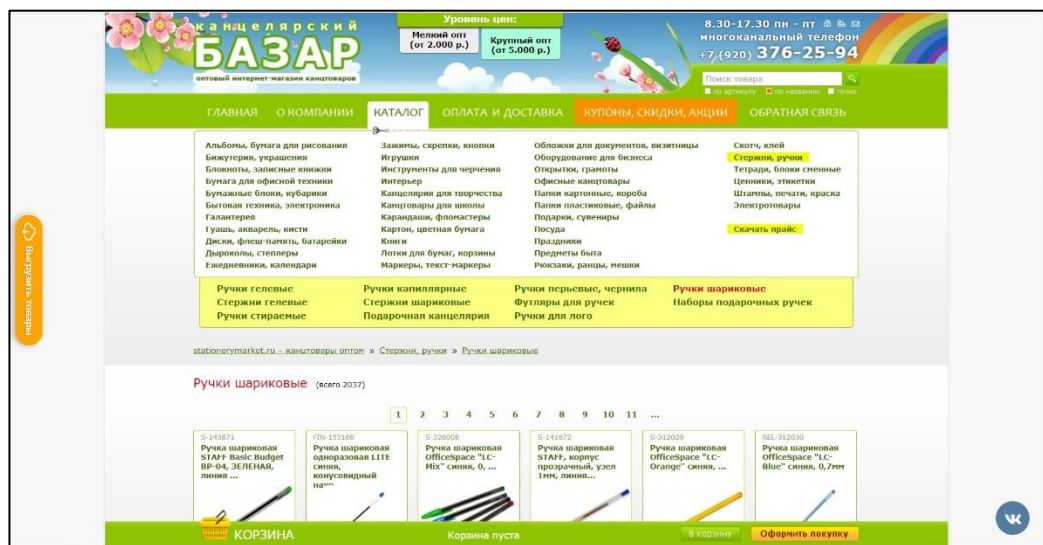 канцелярский
БАЗАР
оптовый интернет-магазин канцтоваров
Уровень цен:
Мелкий опт
(от 2.000 р.)
Крупный опт
(от 5.000 р.)
8.30-17.30 пн - пт
многоканальный телефон
+7 (920) 376-25-94
Поиск товара
по артикулу по названию точно
ГЛАВНАЯ О КОМПАНИИ КАТАЛОГ ОПЛАТА И ДОСТАВКА КУПОНЫ, СКИДКИ, АКЦИИ ОБРАТНАЯ СВЯЗЬ
Альбомы, бумага для рисования
Бижутерия, украшения
Блокноты, записные книжки
Бумага для офисной техники
Бумажные блоки, кубарики
Бытовая техника, электроника
Галантерея
Гуашь, акварель, кисти
Диски, флеш-память, батарейки
Дыроколы, степлеры
Ежедневники, календари
Зажимы, скрепки, кнопки
Игрушки
Инструменты для черчения
Интерьер
Канцелярия для творчества
Канцтовары для школы
Карандаши, фломастеры
Картон, цветная бумага
Книги
Лотки для бумаг, корзины
Маркеры, текст-маркеры
Обложки для документов, визитницы
Оборудование для бизнеса
Открытки, грамоты
Офисные канцтовары
Папки картонные, короба
Папки пластиковые, файлы
Подарки, сувениры
Посуда
Праздники
Предметы быта
Рюкзаки, ранцы, мешки
Скотч, клей
Стержни, ручки
Тетради, блоки сменные
Ценники, этикетки
Штампы, печати, краска
Электротовары
Скачать прайс
Ручки гелевые Ручки капиллярные Ручки перьевые, чернила Ручки шариковые
Стержни гелевые Стержни шариковые Футляры для ручек Наборы подарочных ручек
Ручки стираемые Подарочная канцелярия Ручки для лого
Выгрузить товары
stationerymarket.ru – канцтовары оптом » Стержни, ручки » Ручки шариковые
Ручки шариковые (всего 2037)
1 2 3 4 5 6 7 8 9 10 11 ...
S-143871
Ручка шариковая
STAFF Basic Budget
BP-04, ЗЕЛЕНАЯ,
линия ...
FIN-153168
Ручка шариковая
одноразовая LITE
синяя,
конусовидный
S-326008
Ручка шариковая
OfficeSpace "LC-
Mix" синяя, 0, ...
S-141672
Ручка шариковая
STAFF, корпус
прозрачный, узел
1мм, линия...
S-312029
Ручка шариковая
OfficeSpace "LC-
Orange" синяя, ...
REL-312030
Ручка шариковая
OfficeSpace "LC-
Blue" синяя, 0,7мм
КОРЗИНА Корзина пуста В корзину Оформить покупку